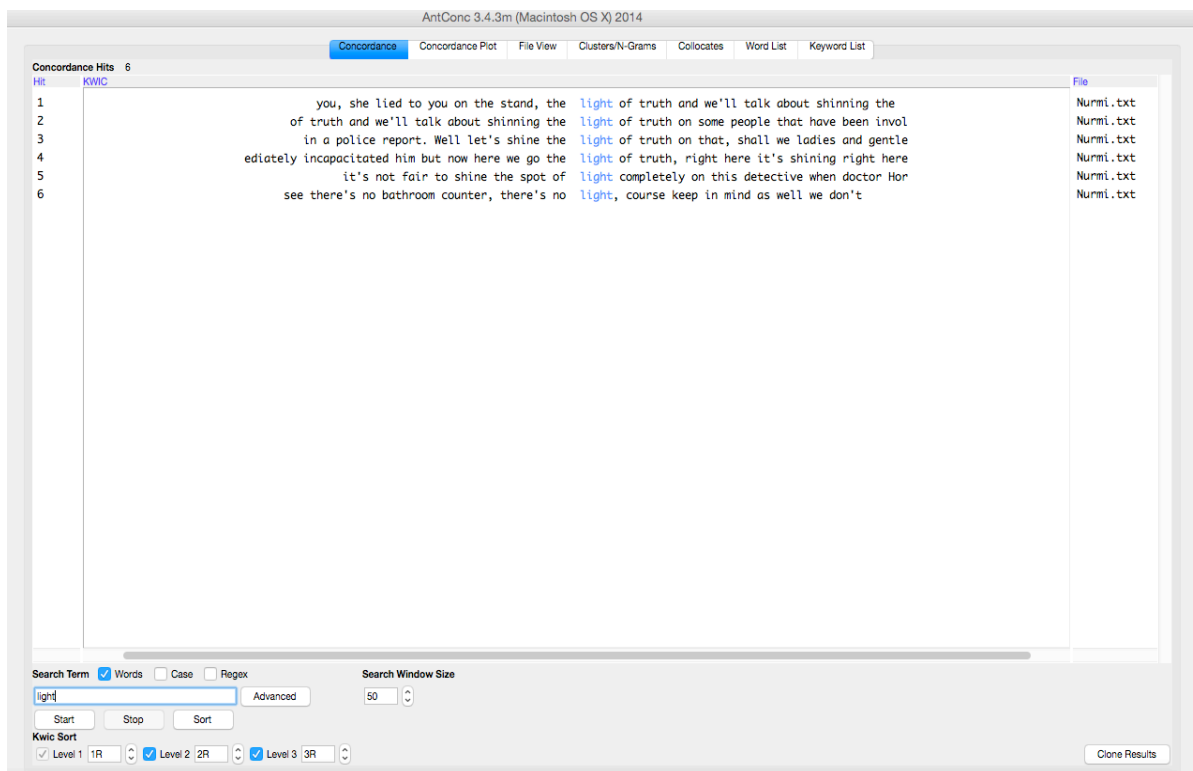 AntConc 3.4.3m (Macintosh OS X) 2014
Concordance Concordance Plot File View Clusters/N-Grams Collocates Word List Keyword List
Concordance Hits 6
Hit KWIC File
1 you, she lied to you on the stand, the light of truth and we'll talk about shinning the Nurmi.txt
2 of truth and we'll talk about shinning the light of truth on some people that have been invol Nurmi.txt
3 in a police report. Well let's shine the light of truth on that, shall we ladies and gentle Nurmi.txt
4 ediately incapacitated him but now here we go the light of truth, right here it's shining right here Nurmi.txt
5 it's not fair to shine the spot of light completely on this detective when doctor Hor Nurmi.txt
6 see there's no bathroom counter, there's no light, course keep in mind as well we don't Nurmi.txt
Search Term Words Case Regex Search Window Size
light Advanced 50
Start Stop Sort
Kwic Sort
Level 1 1R Level 2 2R Level 3 3R Clone Results